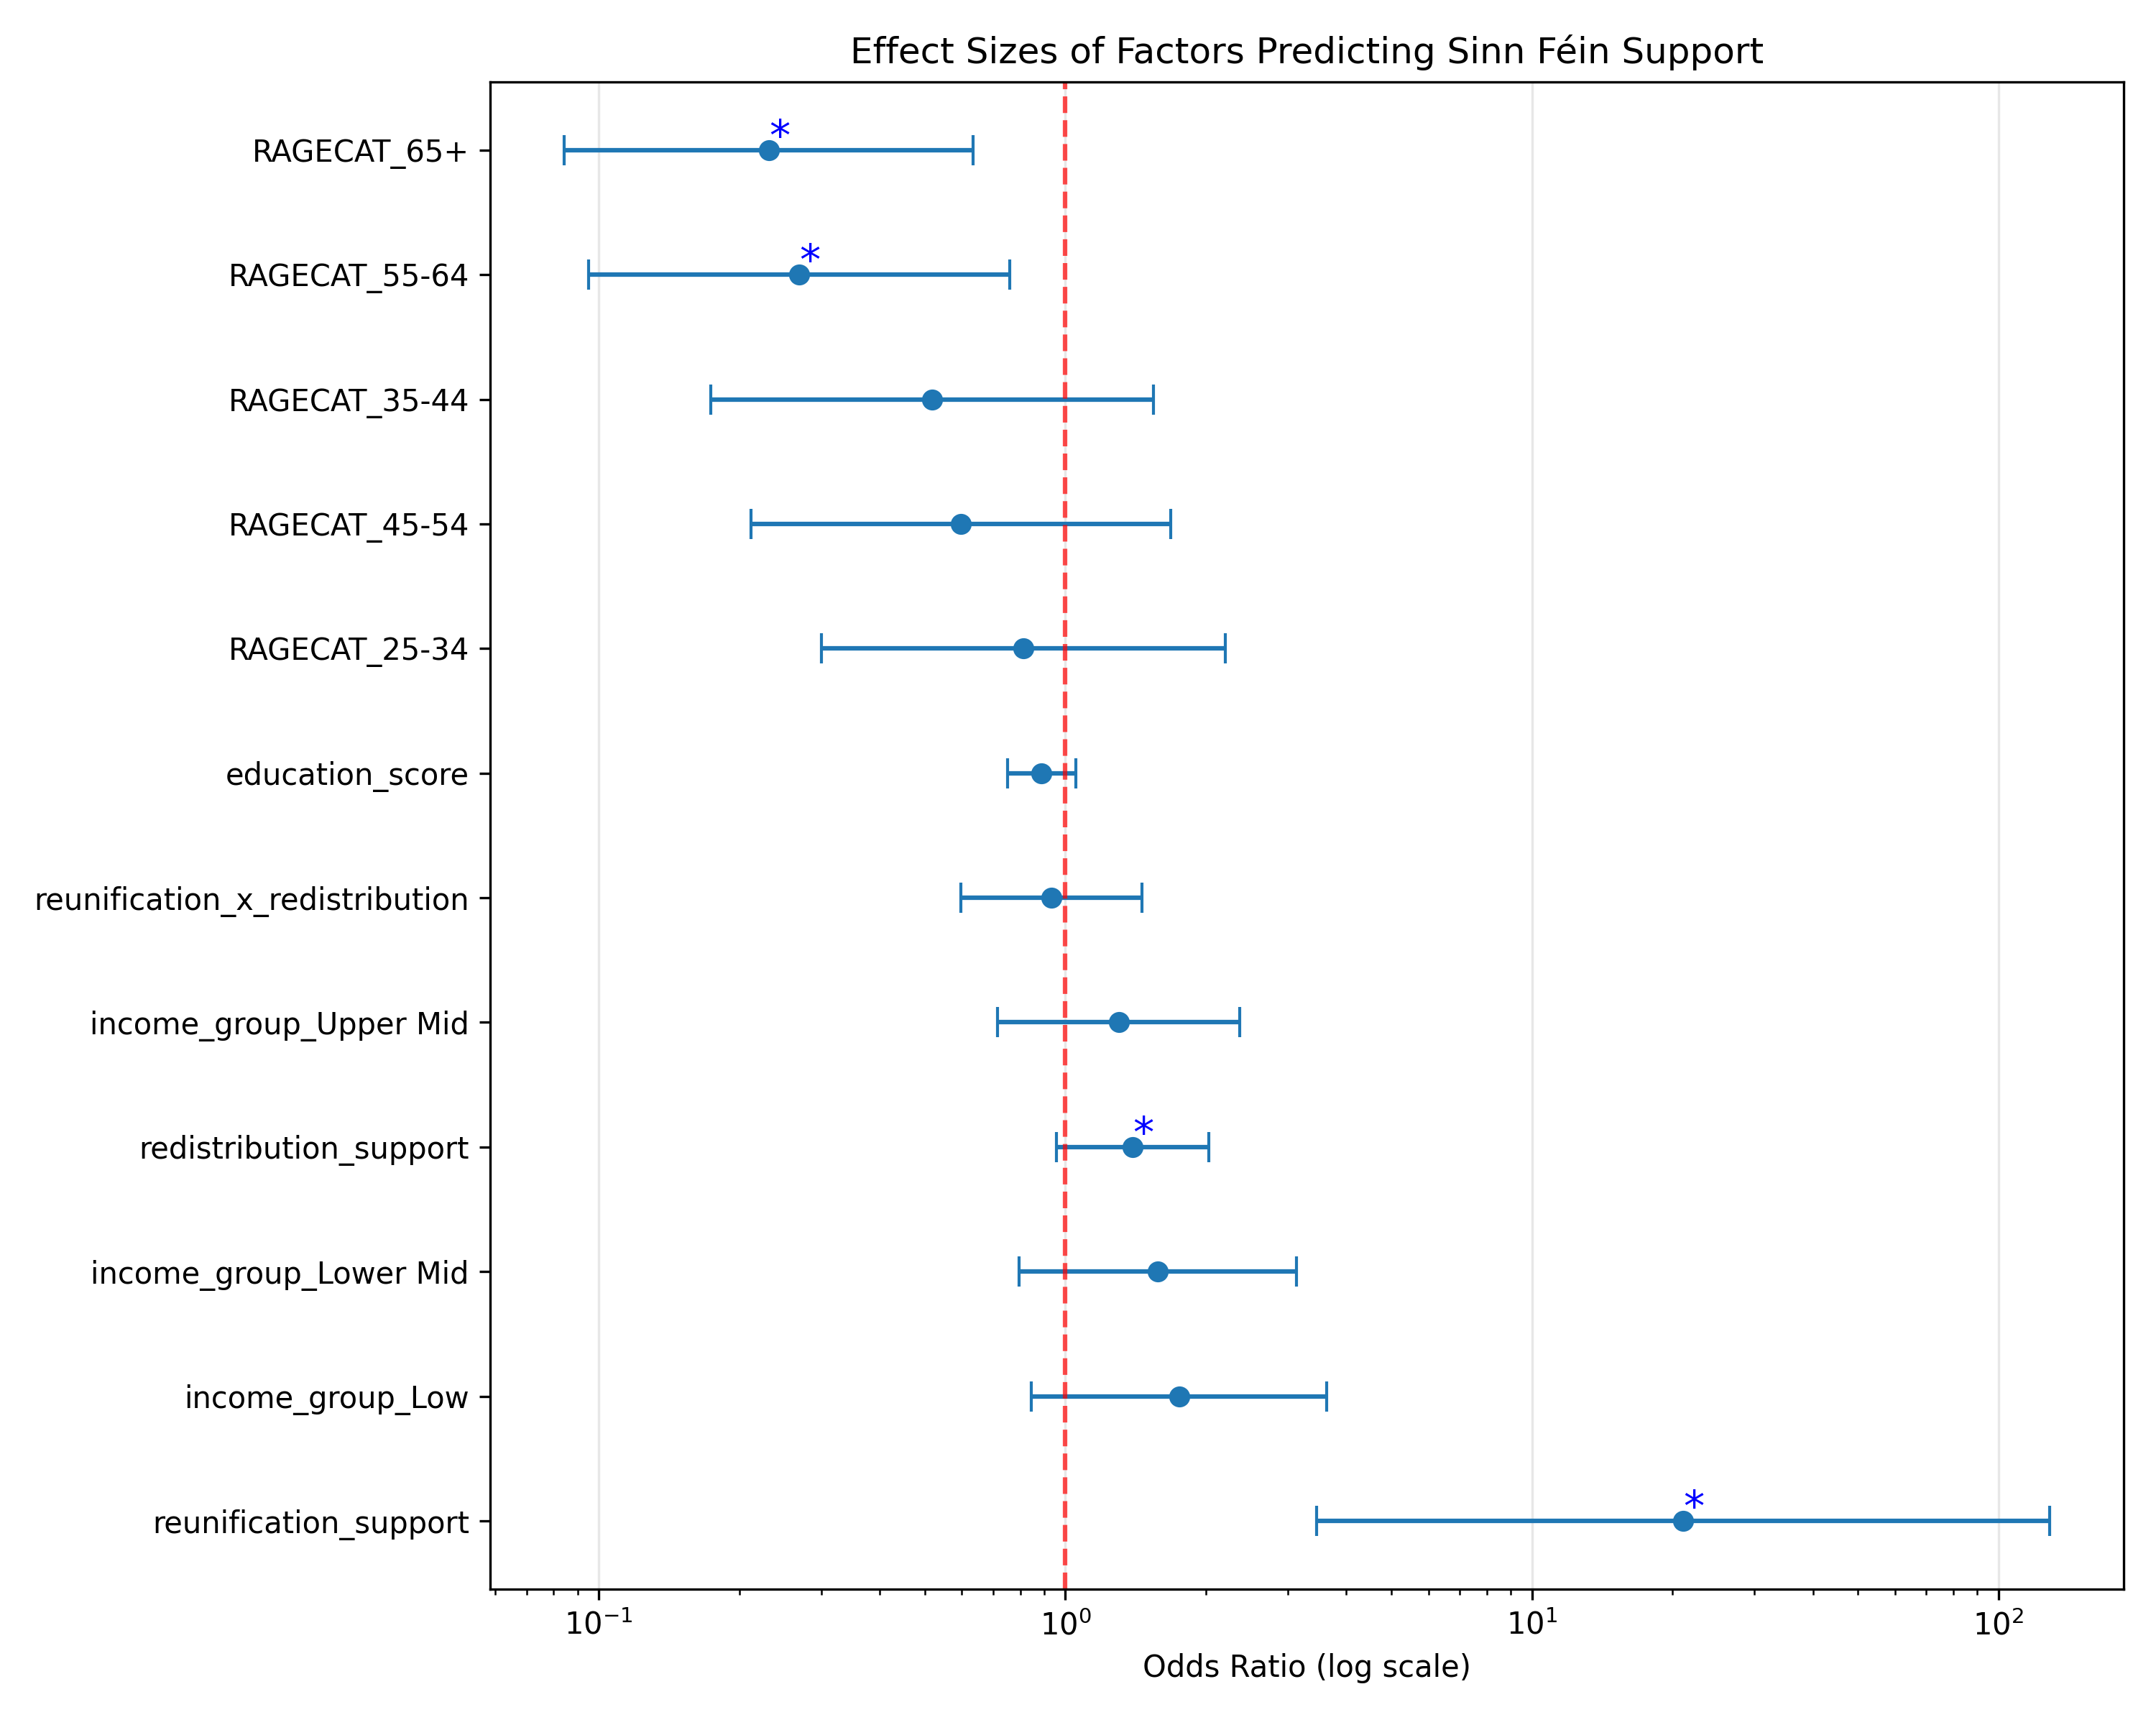 Effect Sizes of Factors Predicting Sinn Féin Support
RAGECAT_65+
*
RAGECAT_55-64
*
RAGECAT_35-44
RAGECAT_45-54
RAGECAT_25-34
education_score
reunification_x_redistribution
income_group_Upper Mid
redistribution_support
*
income_group_Lower Mid
income_group_Low
reunification_support
*
10⁻¹ 10⁰ 10¹ 10²
Odds Ratio (log scale)